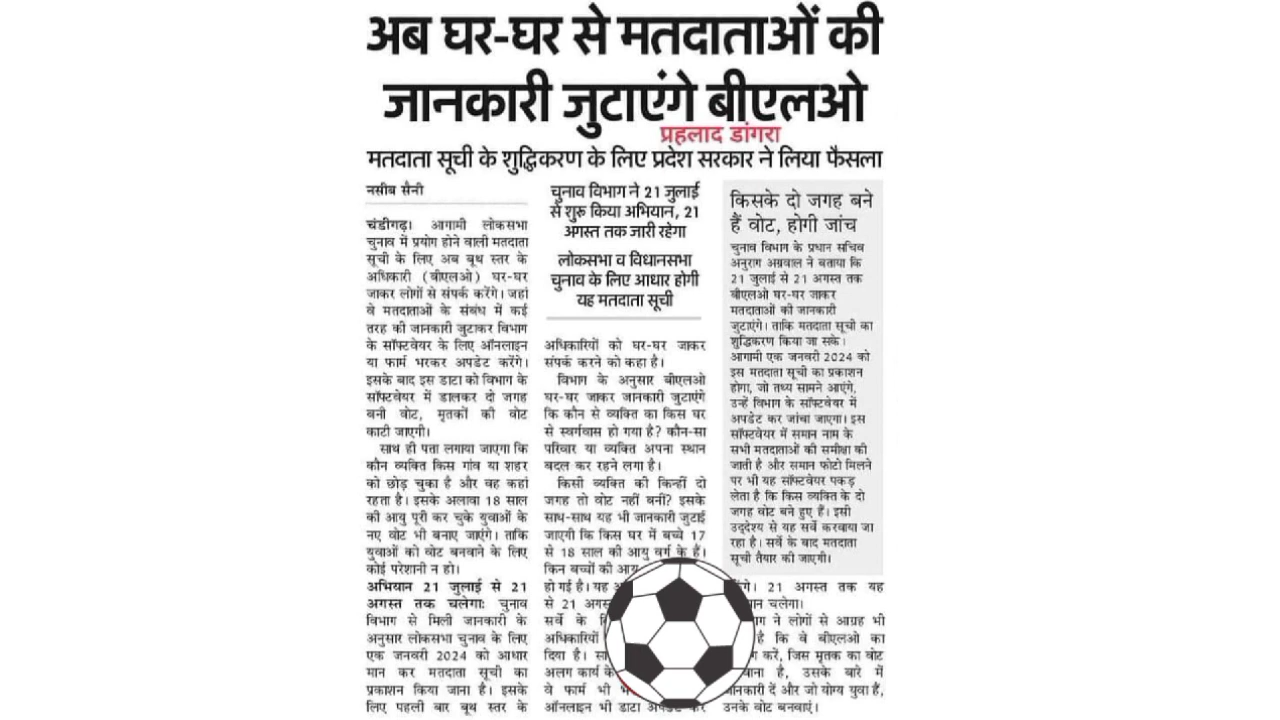 अब घर-घर से मतदाताओं की
जानकारी जुटाएंगे बीएलओ
प्रहलाद डांगरा
मतदाता सूची के शुद्धिकरण के लिए प्रदेश सरकार ने लिया फैसला
नसीब सैनी
चंडीगढ़। आगामी लोकसभा
चुनाव में प्रयोग होने वाली मतदाता
सूची के लिए अब बूथ स्तर के
अधिकारी (बीएलओ) घर-घर
जाकर लोगों से संपर्क करेंगे। जहां
वे मतदाताओं के संबंध में कई
तरह की जानकारी जुटाकर विभाग
के सॉफ्टवेयर के लिए ऑनलाइन
या फार्म भरकर अपडेट करेंगे।
इसके बाद इस डाटा को विभाग के
सॉफ्टवेयर में डालकर दो जगह
बनी वोट, मृतकों की वोट
काटी जाएगी।
साथ ही पता लगाया जाएगा कि
कौन व्यक्ति किस गांव या शहर
को छोड़ चुका है और वह कहां
रहता है। इसके अलावा 18 साल
की आयु पूरी कर चुके युवाओं के
नए वोट भी बनाए जाएंगे। ताकि
युवाओं को वोट बनवाने के लिए
कोई परेशानी न हो।
अभियान 21 जुलाई से 21
अगस्त तक चलेगाः चुनाव
विभाग से मिली जानकारी के
अनुसार लोकसभा चुनाव के लिए
एक जनवरी 2024 को आधार
मान कर मतदाता सूची का
प्रकाशन किया जाना है। इसके
लिए पहली बार बूथ स्तर के
चुनाव विभाग ने 21 जुलाई
से शुरू किया अभियान, 21
अगस्त तक जारी रहेगा
लोकसभा व विधानसभा
चुनाव के लिए आधार होगी
यह मतदाता सूची
अधिकारियों को घर-घर जाकर
संपर्क करने को कहा है।
विभाग के अनुसार बीएलओ
घर-घर जाकर जानकारी जुटाएंगे
कि कौन से व्यक्ति का किस घर
से स्वर्गवास हो गया है? कौन-सा
परिवार या व्यक्ति अपना स्थान
बदल कर रहने लगा है।
किसी व्यक्ति की किन्हीं दो
जगह तो वोट नहीं बनी? इसके
साथ-साथ यह भी जानकारी जुटाई
जाएगी कि किस घर में बच्चे 17
से 18 साल की आयु वर्ग के हैं।
किन बच्चों की आयु
हो गई है। यह
से 21 अगस
सर्वे के
अधिकारियों
दिया है।
अलग कार्य के
वे फार्म भी
ऑनलाइन भी डाटा अपडेट कर
किसके दो जगह बने
हैं वोट, होगी जांच
चुनाव विभाग के प्रधान सचिव
अनुराग अग्रवाल ने बताया कि
21 जुलाई से 21 अगस्त तक
बीएलओ घर-घर जाकर
मतदाताओं की जानकारी
जुटाएंगे। ताकि मतदाता सूची का
शुद्धिकरण किया जा सके।
आगामी एक जनवरी 2024 को
इस मतदाता सूची का प्रकाशन
होगा, जो तथ्य सामने आएंगे,
उन्हें विभाग के सॉफ्टवेयर में
अपडेट कर जांचा जाएगा। इस
सॉफ्टवेयर में समान नाम के
सभी मतदाताओं की समीक्षा की
जाती है और समान फोटो मिलने
पर भी यह सॉफ्टवेयर पकड़
लेता है कि किस व्यक्ति के दो
जगह वोट बने हुए हैं। इसी
उद्देश्य से यह सर्वे करवाया जा
रहा है। सर्वे के बाद मतदाता
सूची तैयार की जाएगी।
21 अगस्त तक यह
चलेगा।
ने लोगों से आग्रह भी
है कि वे बीएलओ का
करें, जिस मृतक का वोट
है, उसके बारे में
जानकारी दें और जो योग्य युवा हैं,
उनके वोट बनवाएं।